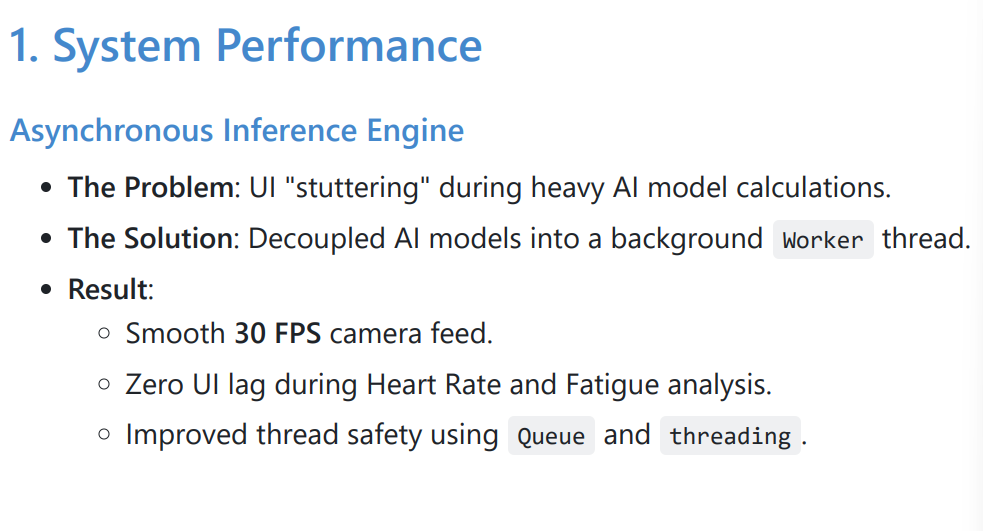 1. System Performance
Asynchronous Inference Engine
The Problem: UI "stuttering" during heavy AI model calculations.
The Solution: Decoupled AI models into a background Worker thread.
Result:
Smooth 30 FPS camera feed.
Zero UI lag during Heart Rate and Fatigue analysis.
Improved thread safety using Queue and threading.